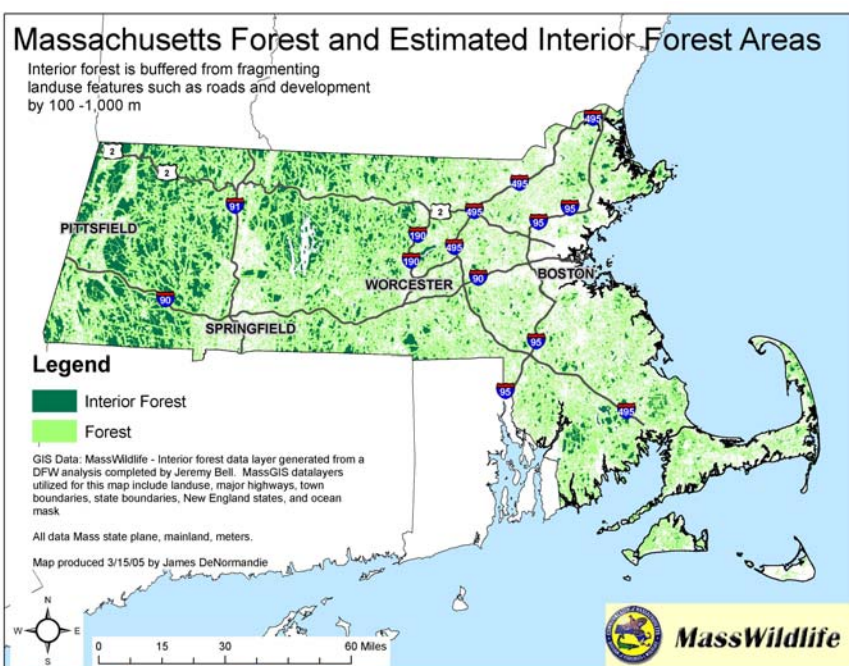 Massachusetts Forest and Estimated Interior Forest Areas
Interior forest is buffered from fragmenting
landuse features such as roads and development
by 100 -1,000 m
495
2
2
495
91
2
495
95
95
PITTSFIELD
190
495
190
WORCESTER
90
BOSTON
90
SPRINGFIELD
95
95
495
Legend
Interior Forest
Forest
GIS Data: MassWildlife - Interior forest data layer generated from a
DFW analysis completed by Jeremy Bell. MassGIS datalayers
utilized for this map include landuse, major highways, town
boundaries, state boundaries, New England states, and ocean
mask
All data Mass state plane, mainland, meters.
Map produced 3/15/05 by James DeNormandie
N
W E
S
0 15 30 60 Miles
MassWildlife